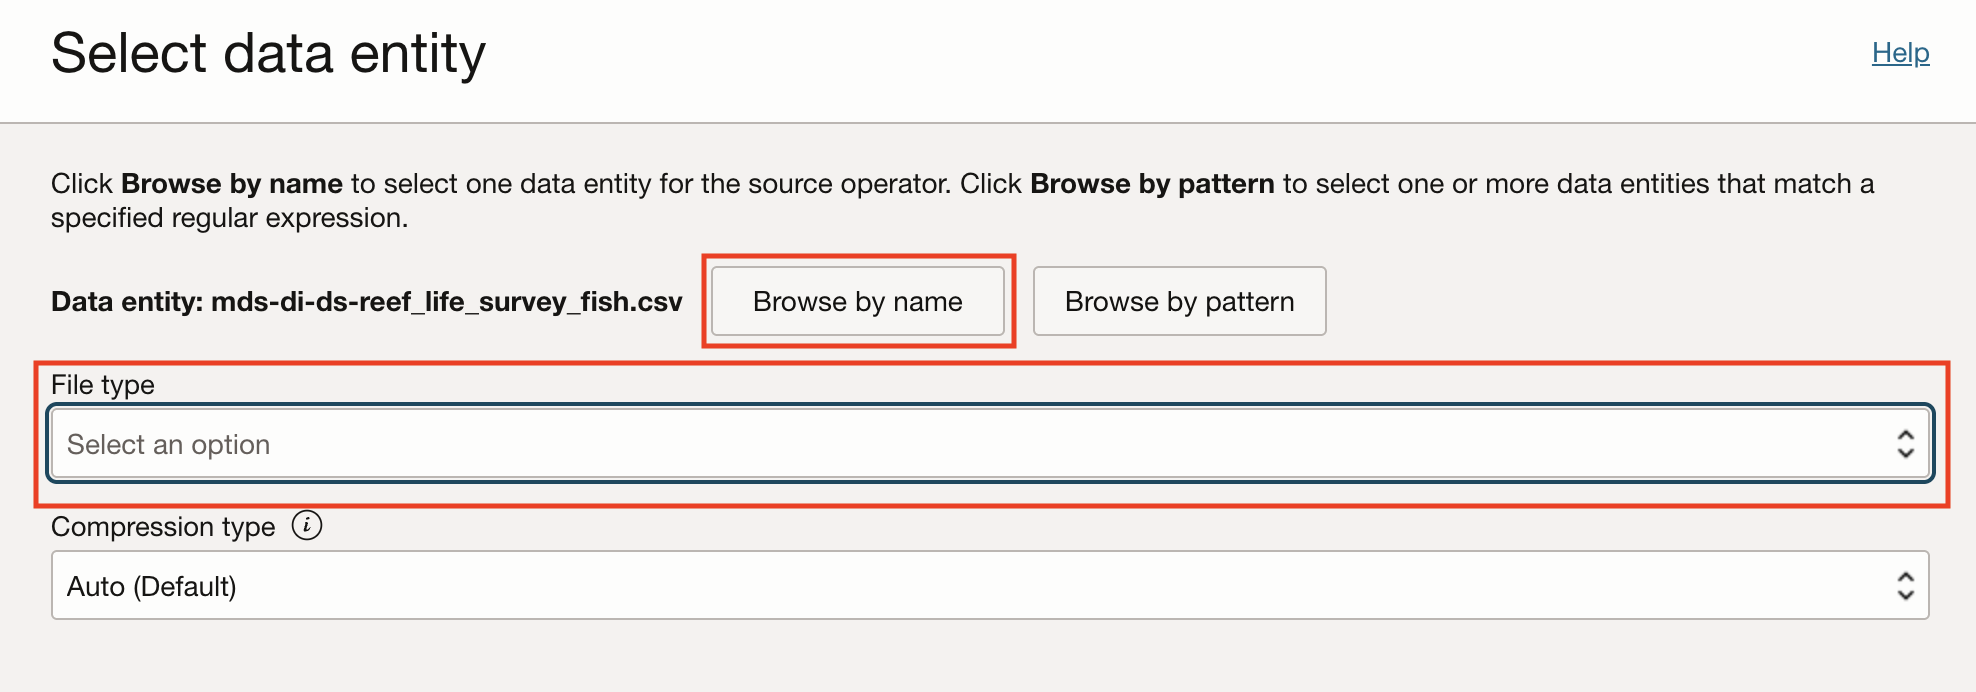 Select data entity
Help
Click Browse by name to select one data entity for the source operator. Click Browse by pattern to select one or more data entities that match a
specified regular expression.
Data entity: mds-di-ds-reef_life_survey_fish.csv
Browse by name
Browse by pattern
File type
Select an option
Compression type i
Auto (Default)